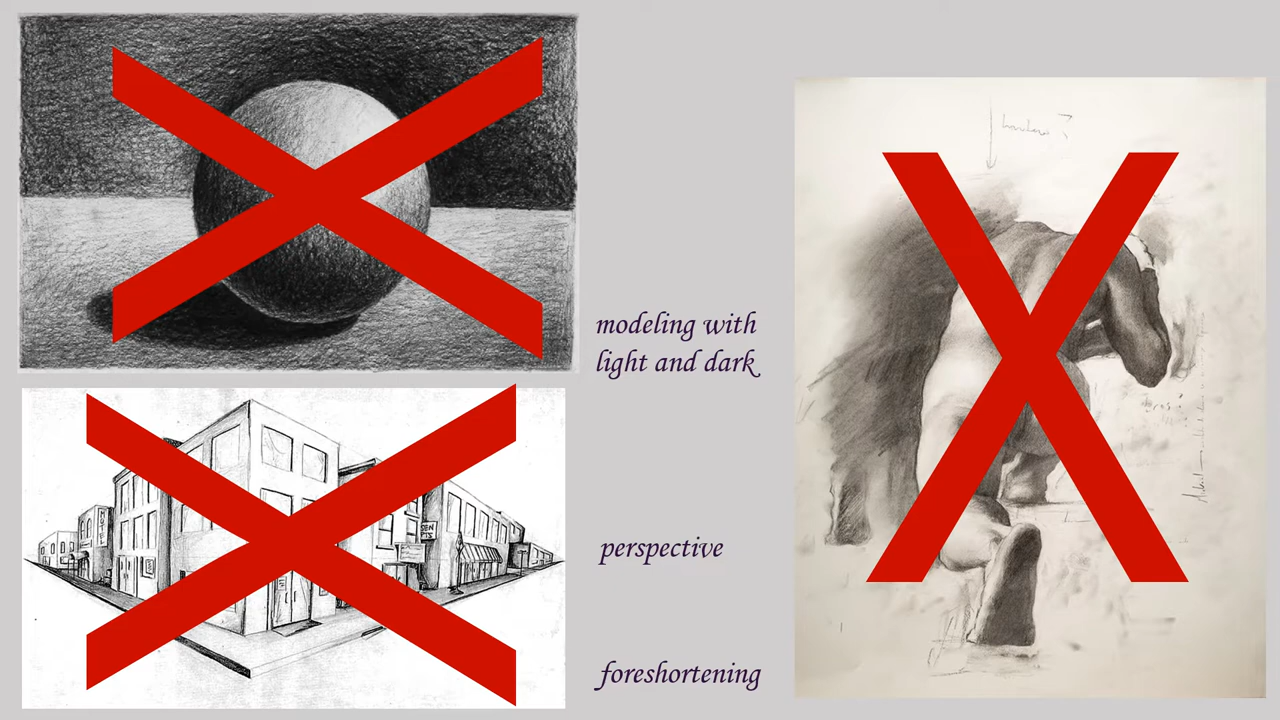 modeling with
light and dark
perspective
foreshortening